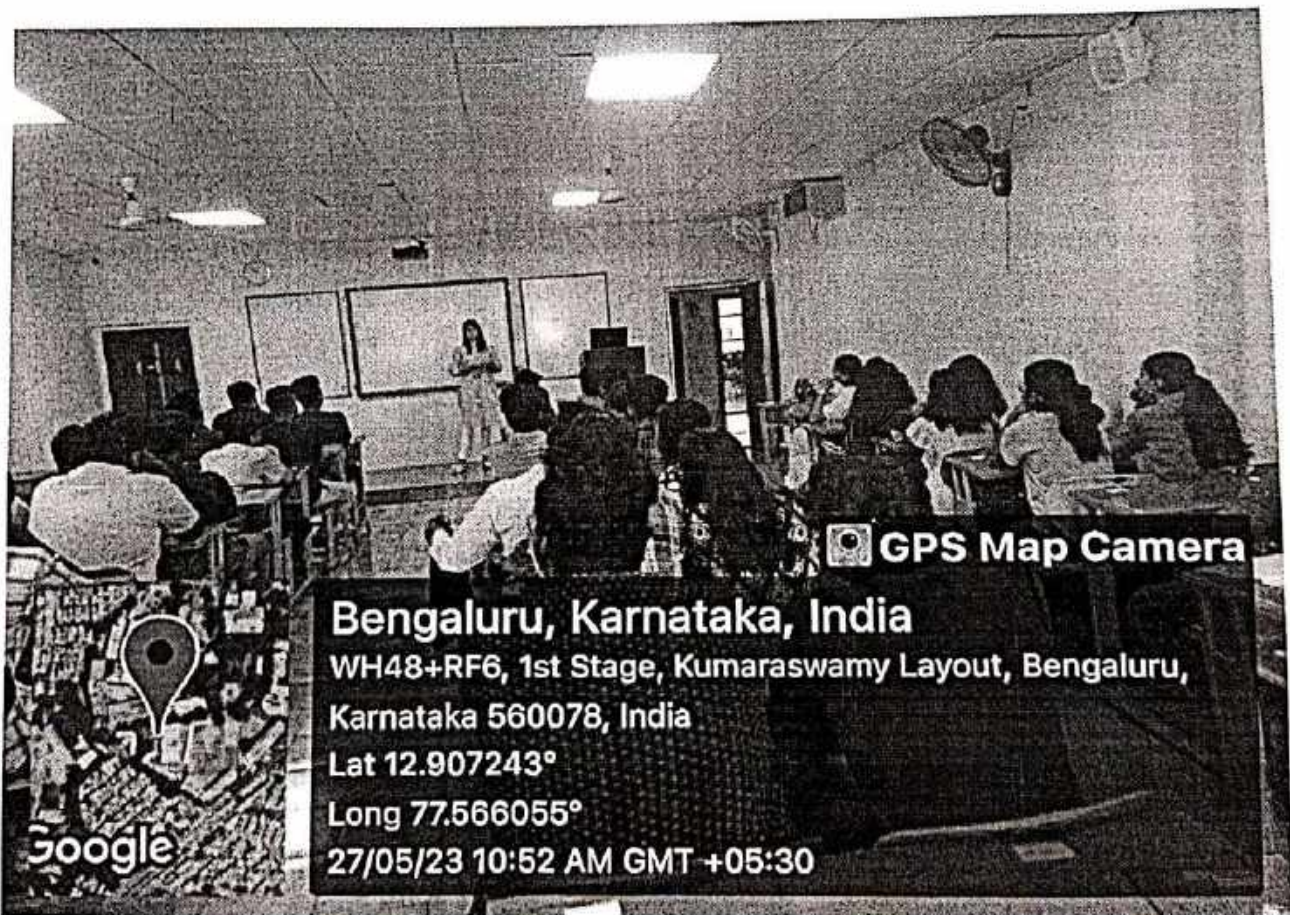 GPS Map Camera
Bengaluru, Karnataka, India
WH48+RF6, 1st Stage, Kumaraswamy Layout, Bengaluru,
Karnataka 560078, India
Lat 12.907243°
Long 77.566055°
27/05/23 10:52 AM GMT +05:30
Google